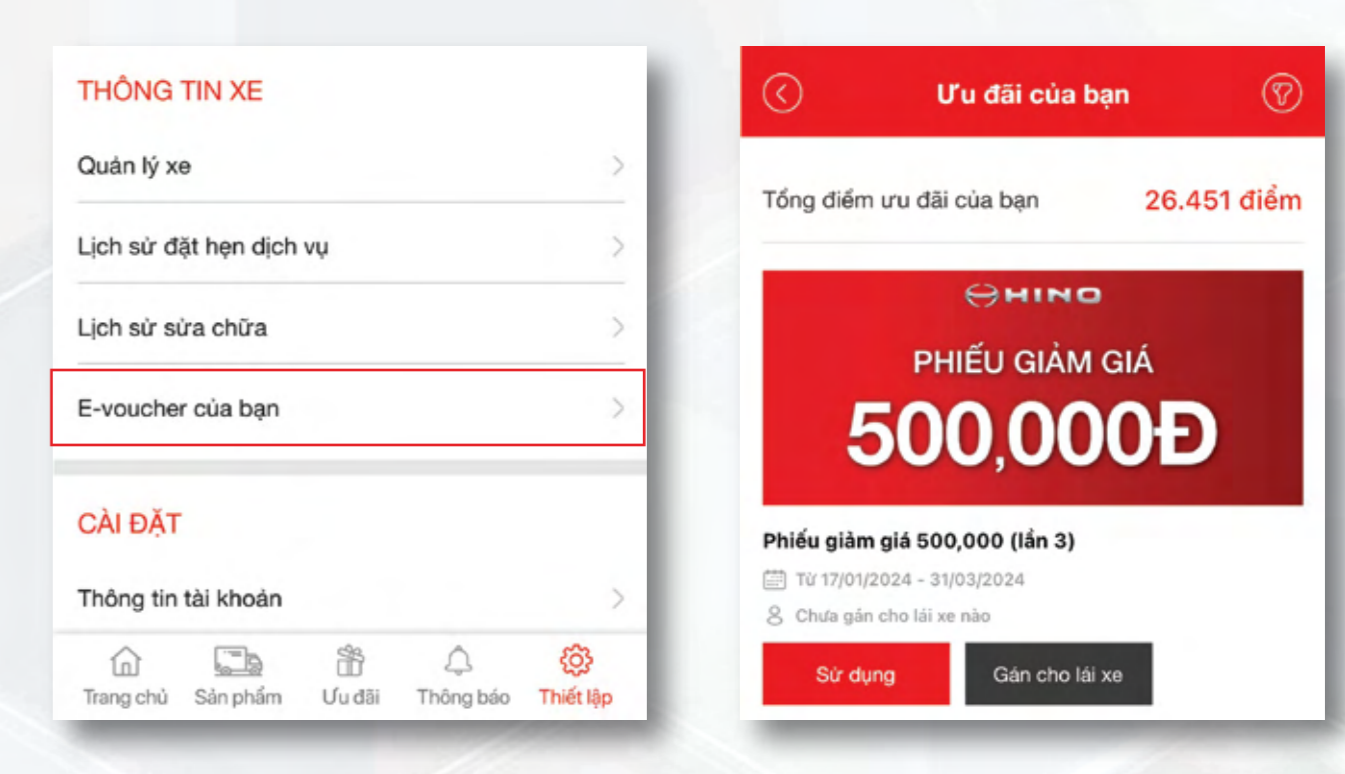 THÔNG TIN XE
Quản lý xe
Lịch sử đặt hẹn dịch vụ
Lịch sử sửa chữa
E-voucher của bạn
CÀI ĐẶT
Thông tin tài khoản
Trang chủ
Sản phẩm
Ưu đãi
Thông báo
Thiết lập
Ưu đãi của bạn
Tổng điểm ưu đãi của bạn 26.451 điểm
HINO
PHIẾU GIẢM GIÁ
500,000Đ
Phiếu giảm giá 500,000 (lần 3)
Từ 17/01/2024 - 31/03/2024
Chưa gán cho lái xe nào
Sử dụng
Gán cho lái xe